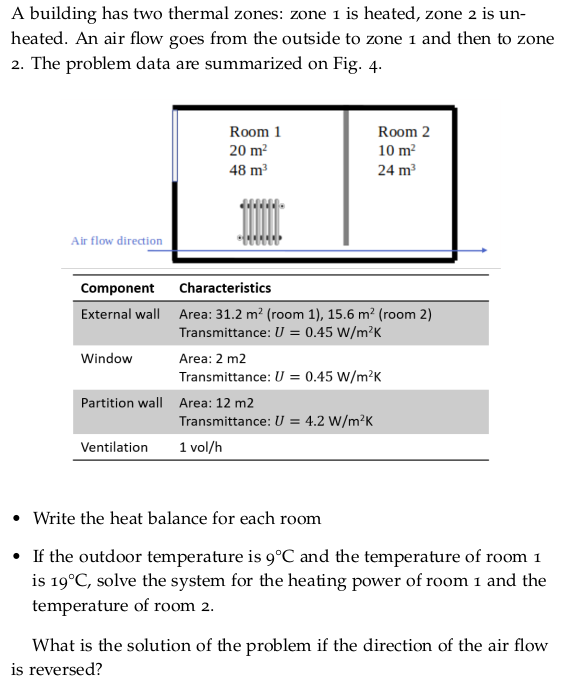 A building has two thermal zones: zone 1 is heated, zone 2 is un-
heated. An air flow goes from the outside to zone 1 and then to zone
2. The problem data are summarized on Fig. 4.
Room 1
20 m²
48 m³
Room 2
10 m²
24 m³
Air flow direction
Component Characteristics
External wall Area: 31.2 m² (room 1), 15.6 m² (room 2)
Transmittance: U = 0.45 W/m²K
Window Area: 2 m2
Transmittance: U = 0.45 W/m²K
Partition wall Area: 12 m2
Transmittance: U = 4.2 W/m²K
Ventilation 1 vol/h
• Write the heat balance for each room
• If the outdoor temperature is 9°C and the temperature of room 1
is 19°C, solve the system for the heating power of room 1 and the
temperature of room 2.
What is the solution of the problem if the direction of the air flow
is reversed?